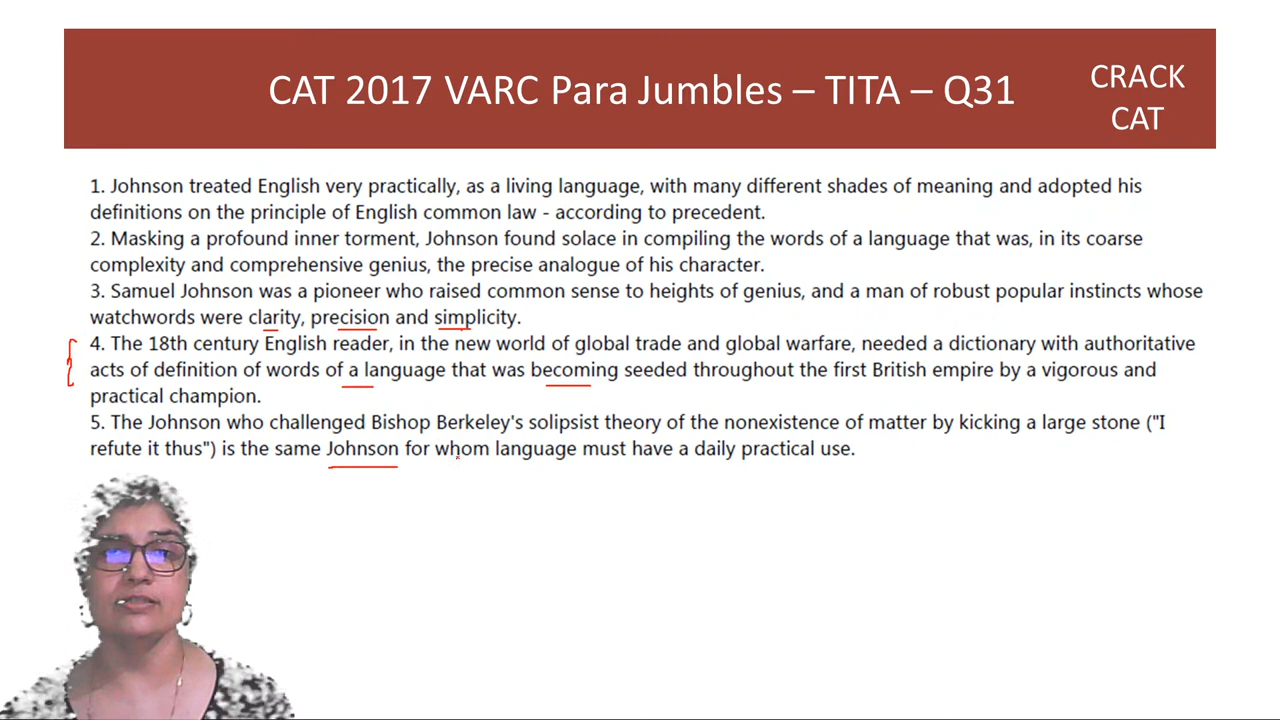 CAT 2017 VARC Para Jumbles – TITA – Q31
CRACK
CAT
1. Johnson treated English very practically, as a living language, with many different shades of meaning and adopted his
definitions on the principle of English common law - according to precedent.
2. Masking a profound inner torment, Johnson found solace in compiling the words of a language that was, in its coarse
complexity and comprehensive genius, the precise analogue of his character.
3. Samuel Johnson was a pioneer who raised common sense to heights of genius, and a man of robust popular instincts whose
watchwords were clarity, precision and simplicity.
4. The 18th century English reader, in the new world of global trade and global warfare, needed a dictionary with authoritative
acts of definition of words of a language that was becoming seeded throughout the first British empire by a vigorous and
practical champion.
5. The Johnson who challenged Bishop Berkeley's solipsist theory of the nonexistence of matter by kicking a large stone ("I
refute it thus") is the same Johnson for whom language must have a daily practical use.